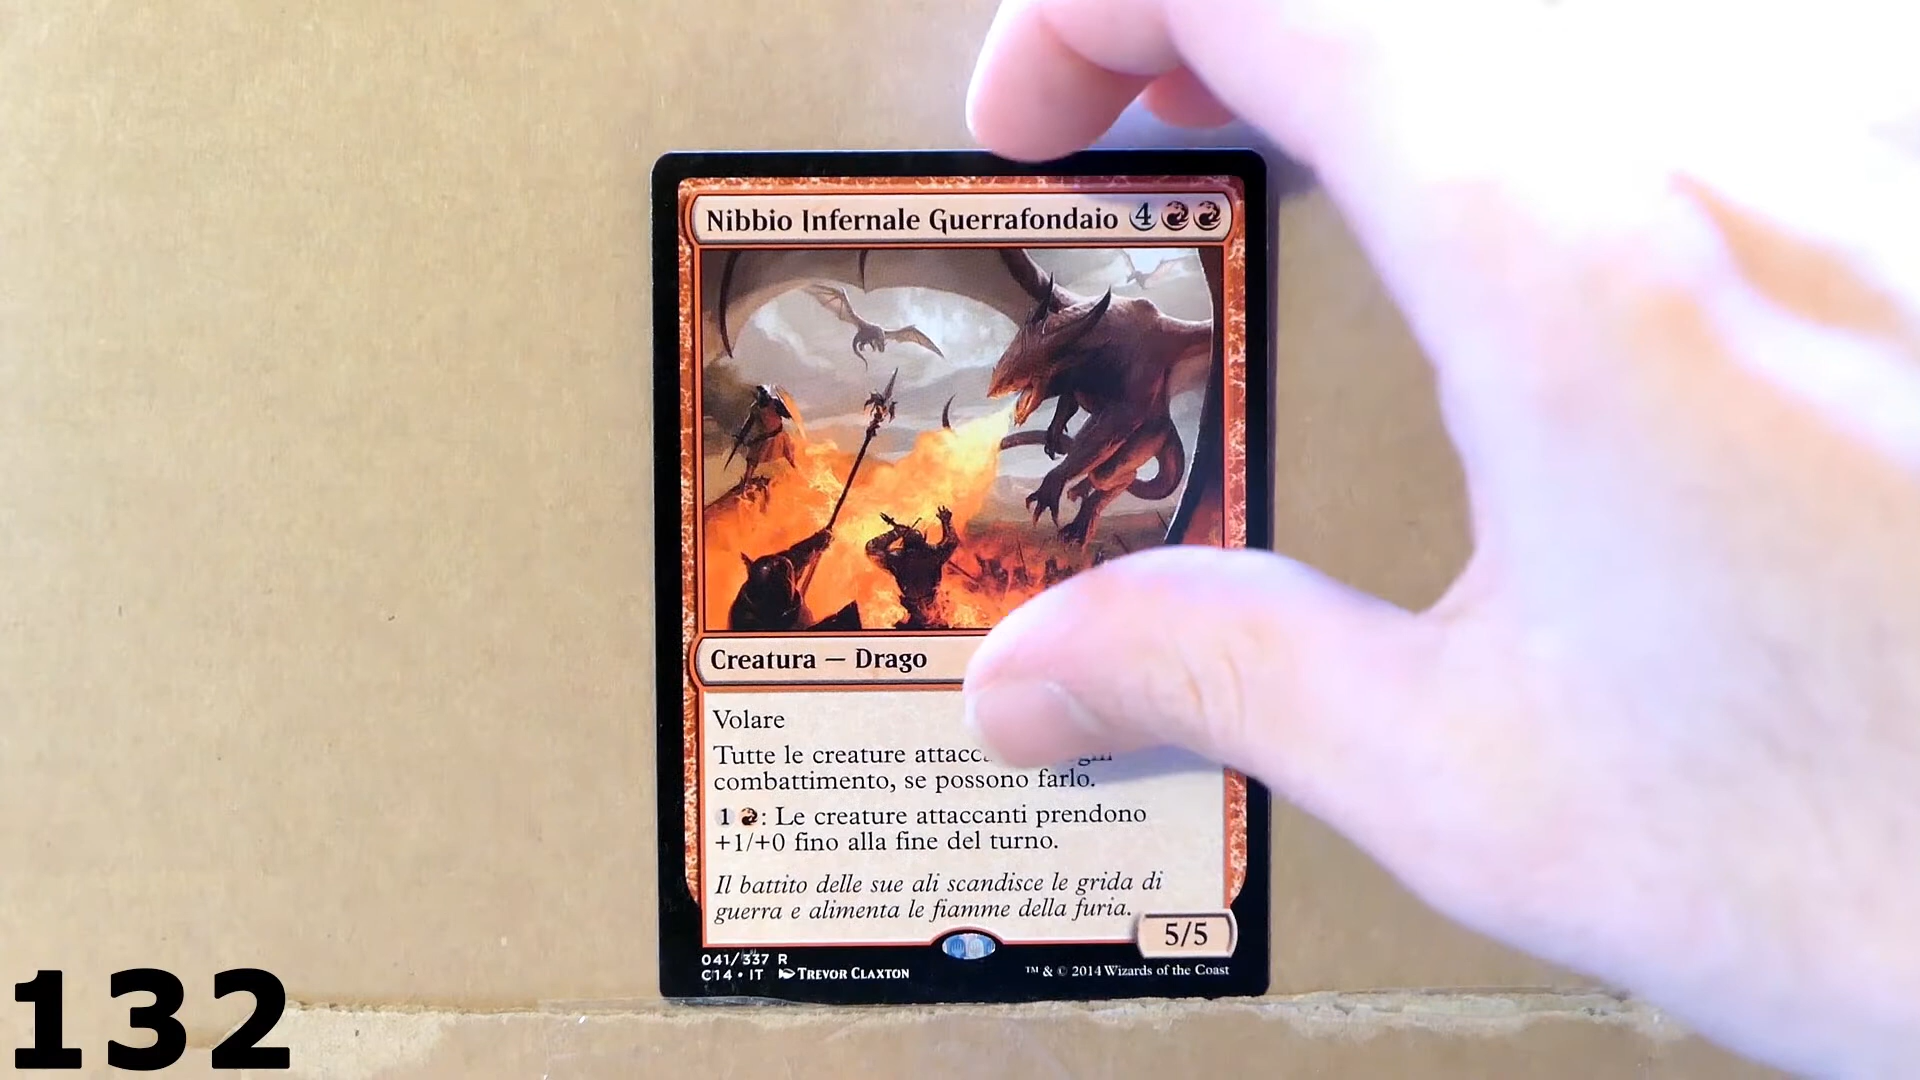 Nibbio Infernale Guerrafondaio 4
Creatura — Drago
Volare
Tutte le creature
combattimento, se possono farlo.
1 : Le creature attaccanti prendono
+1/+0 fino alla fine del turno.
Il battito delle sue ali scandisce le grida di
guerra e alimenta le fiamme della furia.
5/5
041/337 R
C14 • IT TREVOR CLAXTON
™ & © 2014 Wizards of the Coast
132